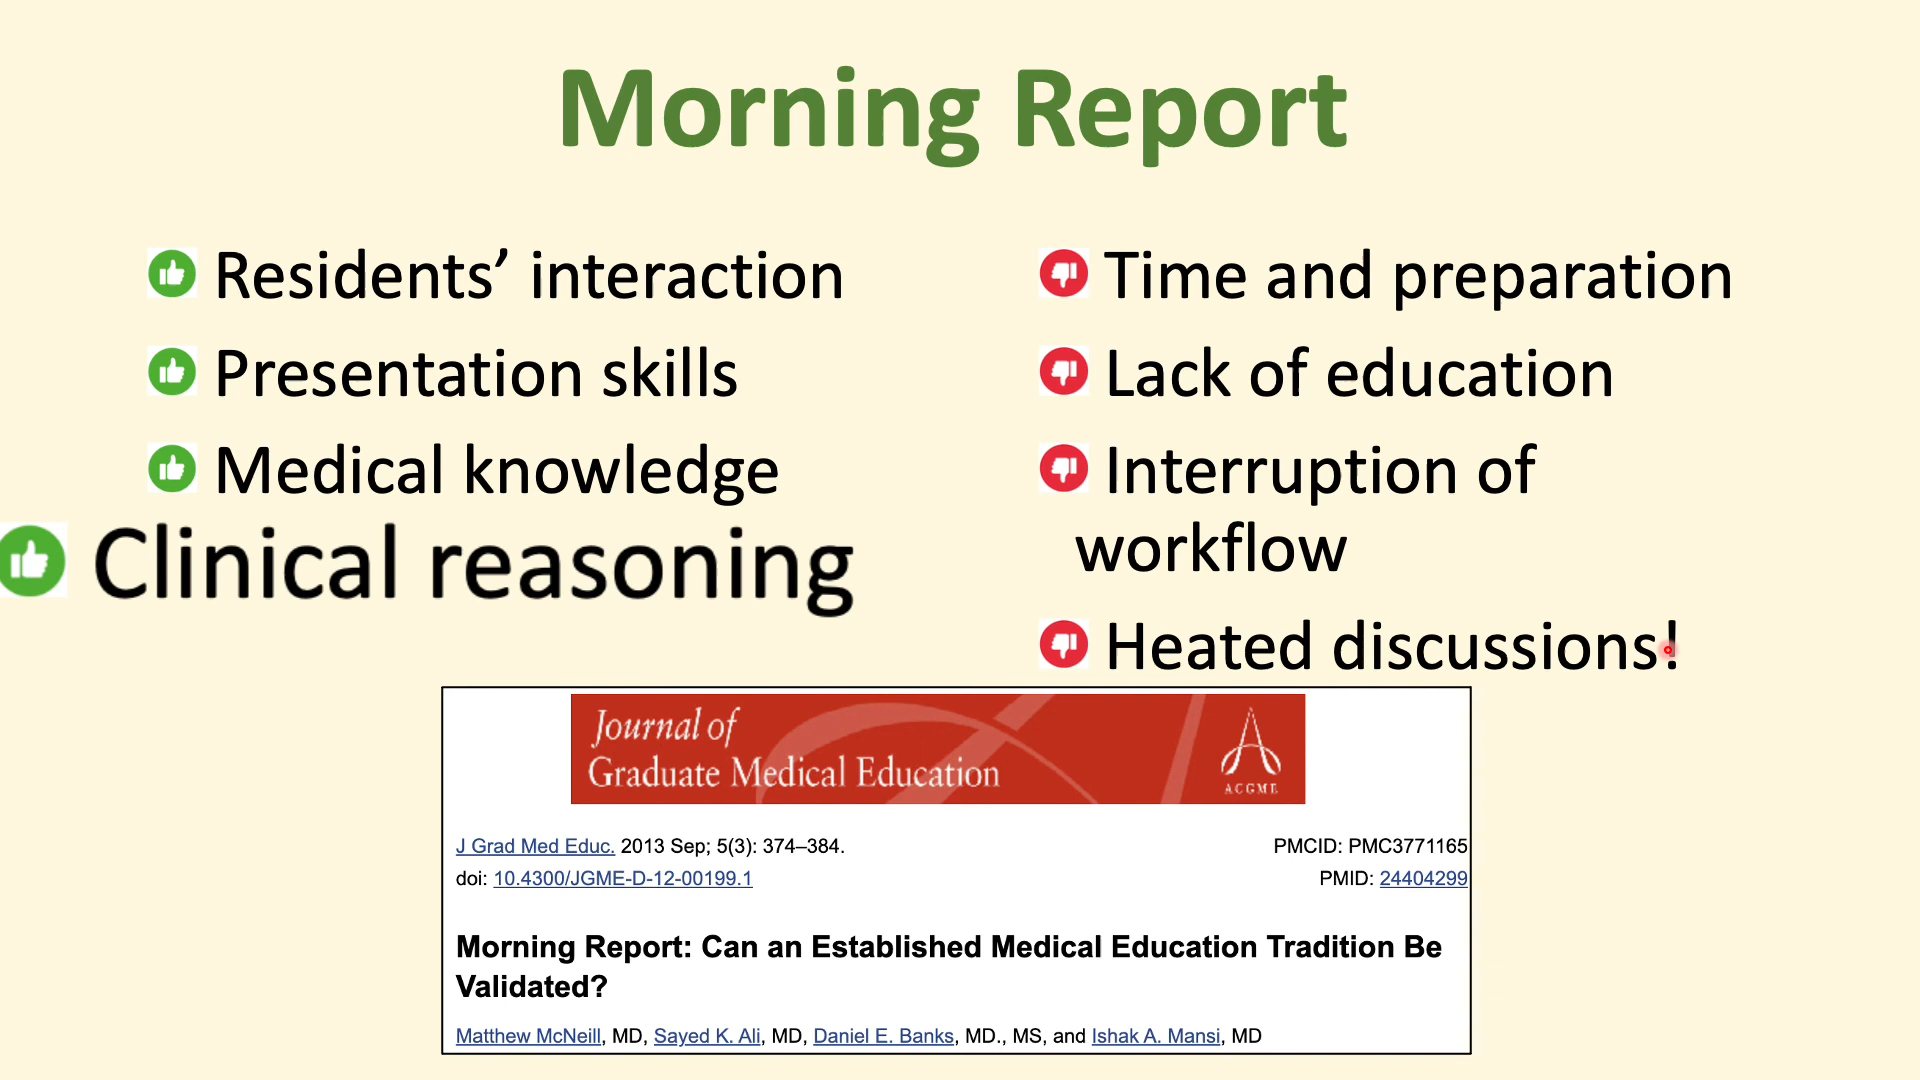 Morning Report
Residents’ interaction
Presentation skills
Medical knowledge
Clinical reasoning
Time and preparation
Lack of education
Interruption of
workflow
Heated discussions!
Journal of
Graduate Medical Education
ACGME
J Grad Med Educ. 2013 Sep; 5(3): 374–384.
PMCID: PMC3771165
doi: 10.4300/JGME-D-12-00199.1
PMID: 24404299
Morning Report: Can an Established Medical Education Tradition Be
Validated?
Matthew McNeill, MD, Sayed K. Ali, MD, Daniel E. Banks, MD., MS, and Ishak A. Mansi, MD